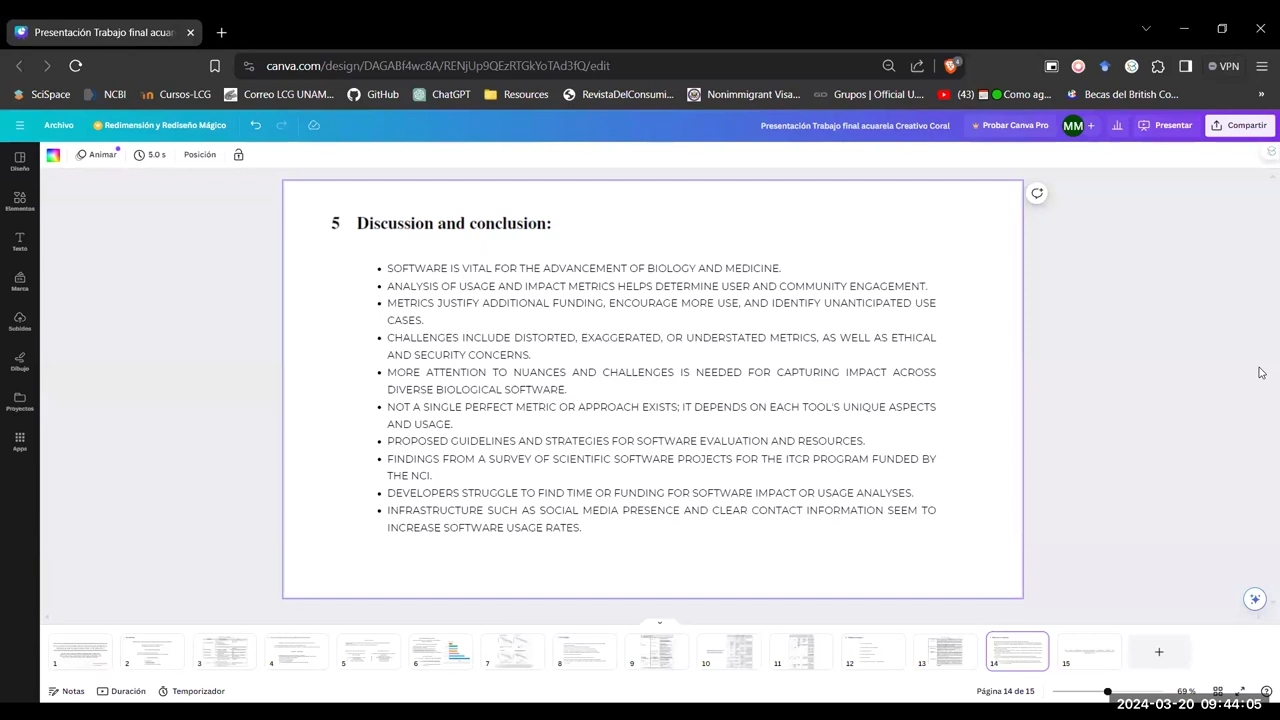 Presentación Trabajo final acuar
canva.com/design/DAGABf4wc8A/RENjUp9QEzRTGkYoTAd3fQ/edit
4
VPN
SciSpace
NCBI
Cursos-LCG
Correo LCG UNAM...
GitHub
ChatGPT
Resources
RevistaDelConsumi...
Nonimmigrant Visa...
Grupos | Official U...
(43) Como ag...
Becas del British Co...
»
Archivo
Redimensión y Rediseño Mágico
Presentación Trabajo final acuarela Creativo Coral
Probar Canva Pro
MM
Presentar
Compartir
Animar
5.0 s
Posición
Diseño
Elementos
Texto
Marca
Subidos
Dibujo
Proyectos
Apps
5 Discussion and conclusion:
• SOFTWARE IS VITAL FOR THE ADVANCEMENT OF BIOLOGY AND MEDICINE.
• ANALYSIS OF USAGE AND IMPACT METRICS HELPS DETERMINE USER AND COMMUNITY ENGAGEMENT.
• METRICS JUSTIFY ADDITIONAL FUNDING, ENCOURAGE MORE USE, AND IDENTIFY UNANTICIPATED USE
CASES.
• CHALLENGES INCLUDE DISTORTED, EXAGGERATED, OR UNDERSTATED METRICS, AS WELL AS ETHICAL
AND SECURITY CONCERNS.
• MORE ATTENTION TO NUANCES AND CHALLENGES IS NEEDED FOR CAPTURING IMPACT ACROSS
DIVERSE BIOLOGICAL SOFTWARE.
• NOT A SINGLE PERFECT METRIC OR APPROACH EXISTS; IT DEPENDS ON EACH TOOL'S UNIQUE ASPECTS
AND USAGE.
• PROPOSED GUIDELINES AND STRATEGIES FOR SOFTWARE EVALUATION AND RESOURCES.
• FINDINGS FROM A SURVEY OF SCIENTIFIC SOFTWARE PROJECTS FOR THE ITCR PROGRAM FUNDED BY
THE NCI.
• DEVELOPERS STRUGGLE TO FIND TIME OR FUNDING FOR SOFTWARE IMPACT OR USAGE ANALYSES.
• INFRASTRUCTURE SUCH AS SOCIAL MEDIA PRESENCE AND CLEAR CONTACT INFORMATION SEEM TO
INCREASE SOFTWARE USAGE RATES.
1 2 3 4 5 6 7 8 9 10 11 12 13 14 15
Notas
Duración
Temporizador
Página 14 de 15
69 %
2024-03-20 09:44:05